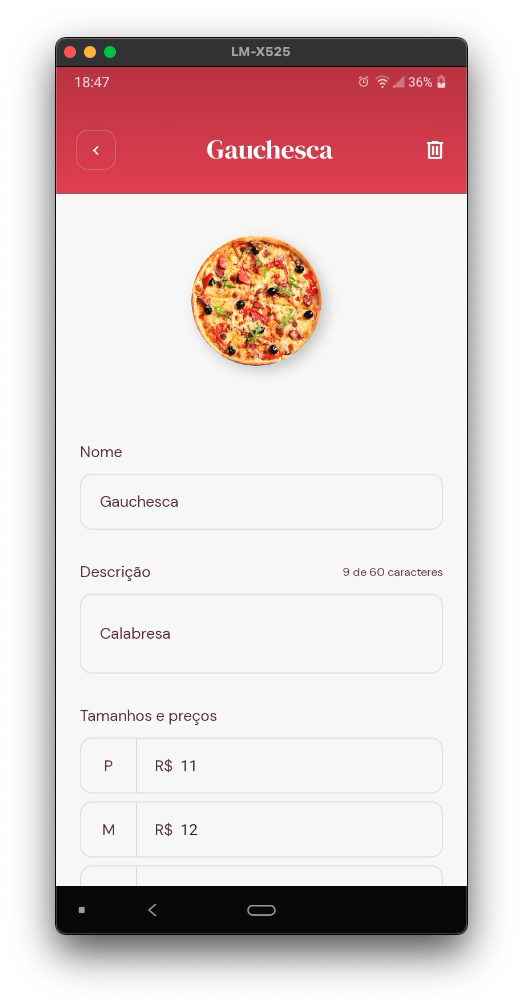 LM-X525
18:47
36%
Gauchesca
Nome
Gauchesca
Descrição
9 de 60 caracteres
Calabresa
Tamanhos e preços
P
R$ 11
M
R$ 12